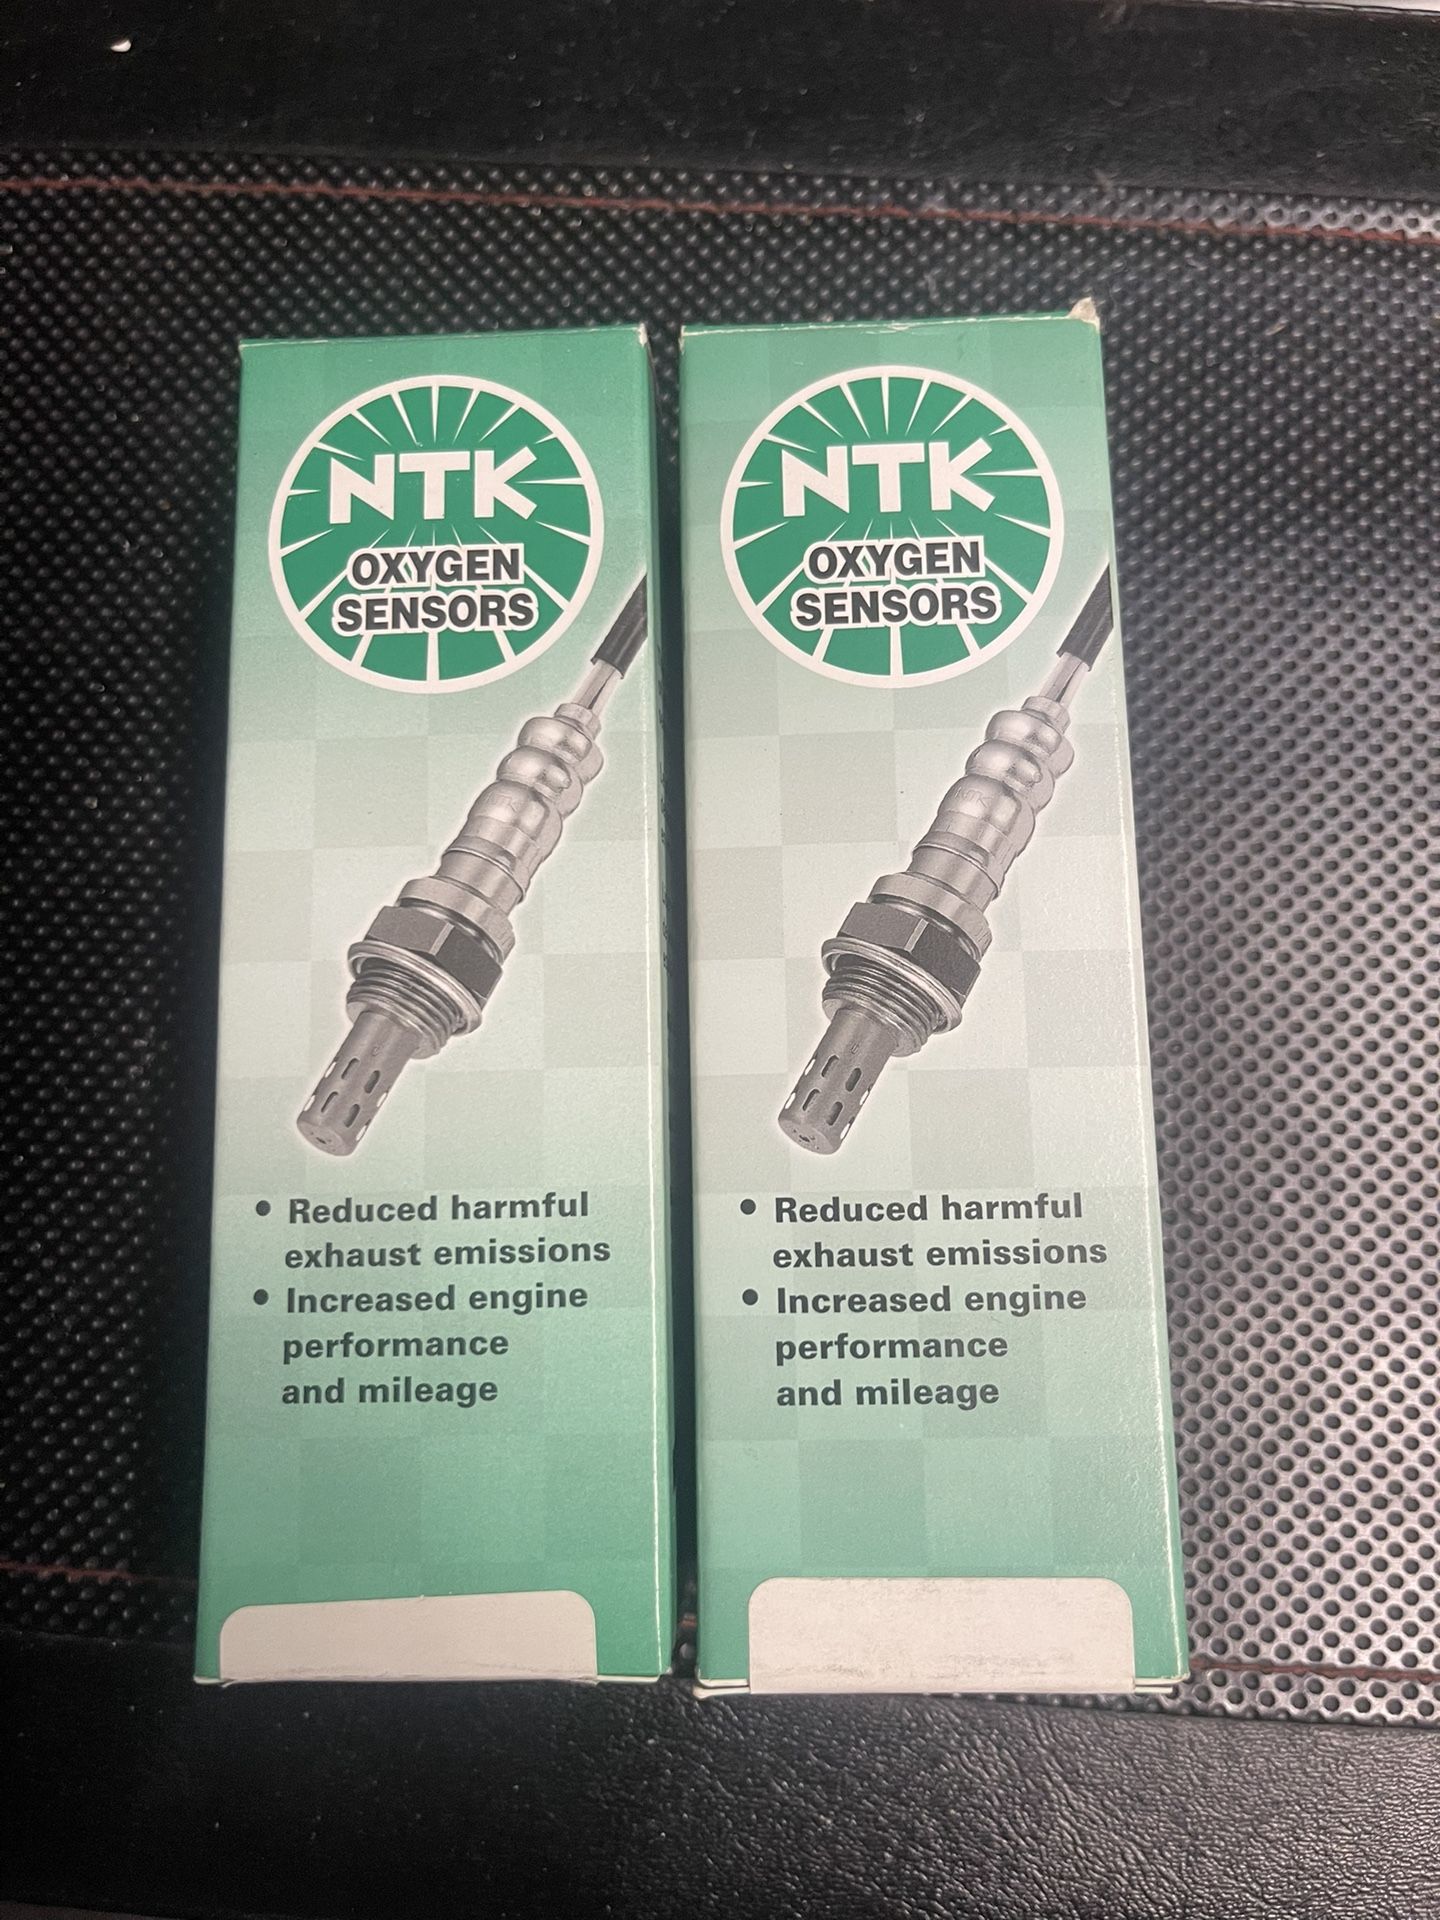 NTK
OXYGEN
SENSORS
• Reduced harmful
exhaust emissions
• Increased engine
performance
and mileage
NTK
OXYGEN
SENSORS
• Reduced harmful
exhaust emissions
• Increased engine
performance
and mileage